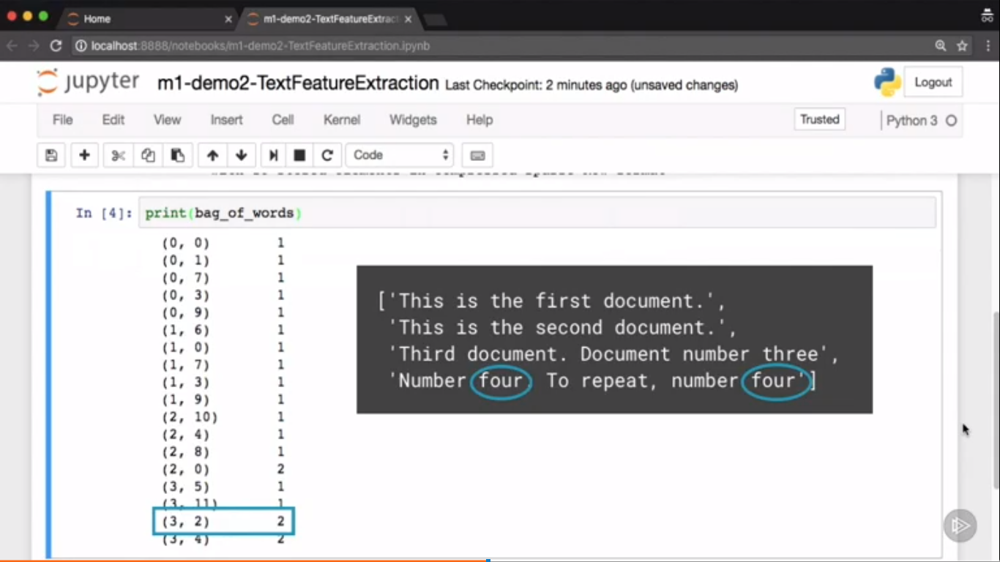 Home
m1-demo2-TextFeatureExtract
localhost:8888/notebooks/m1-demo2-TextFeatureExtraction.ipynb
jupyter m1-demo2-TextFeatureExtraction Last Checkpoint: 2 minutes ago (unsaved changes)
Logout
File Edit View Insert Cell Kernel Widgets Help
Trusted
Python 3
Code
In [4]: print(bag_of_words)
(0, 0) 1
(0, 1) 1
(0, 7) 1
(0, 3) 1
(0, 9) 1
(1, 6) 1
(1, 0) 1
(1, 7) 1
(1, 3) 1
(1, 9) 1
(2, 10) 1
(2, 4) 1
(2, 8) 1
(2, 0) 2
(3, 5) 1
(3, 11) 1
(3, 2) 2
(3, 4) 2
['This is the first document.',
'This is the second document.',
'Third document. Document number three',
'Number four. To repeat, number four']